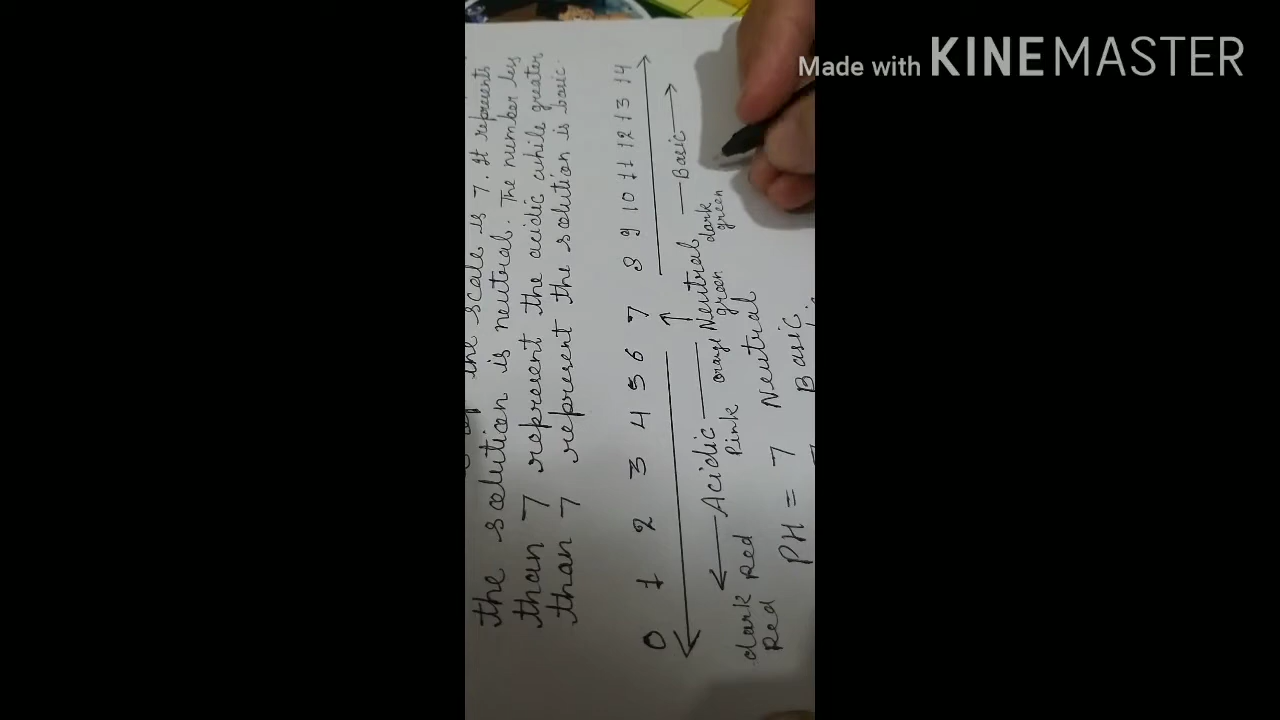 Made with KINEMASTER
the scale is 7. It represents
the solution is neutral. The number less
than 7 represent the acidic while greater
than 7 represent the solution is basic.
0 1 2 3 4 5 6 7 8 9 10 11 12 13 14
Acidic Neutral Basic
dark Red Red Pink orange green dark green
PH = 7 Neutral
Basic